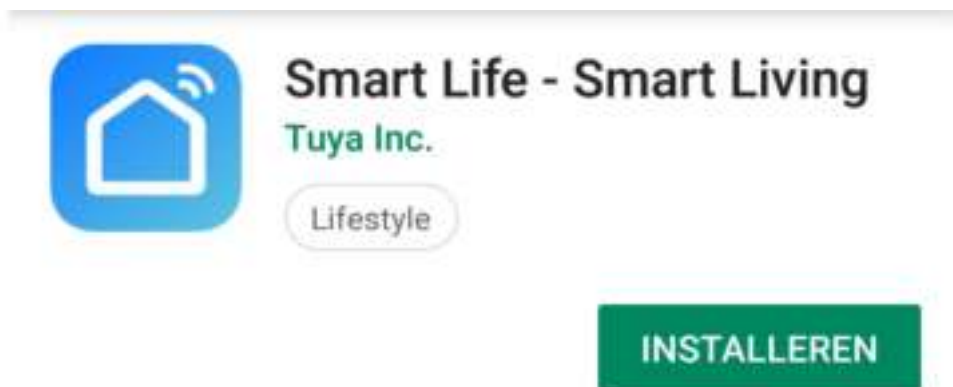 Smart Life - Smart Living
Tuya Inc.
Lifestyle
INSTALLEREN